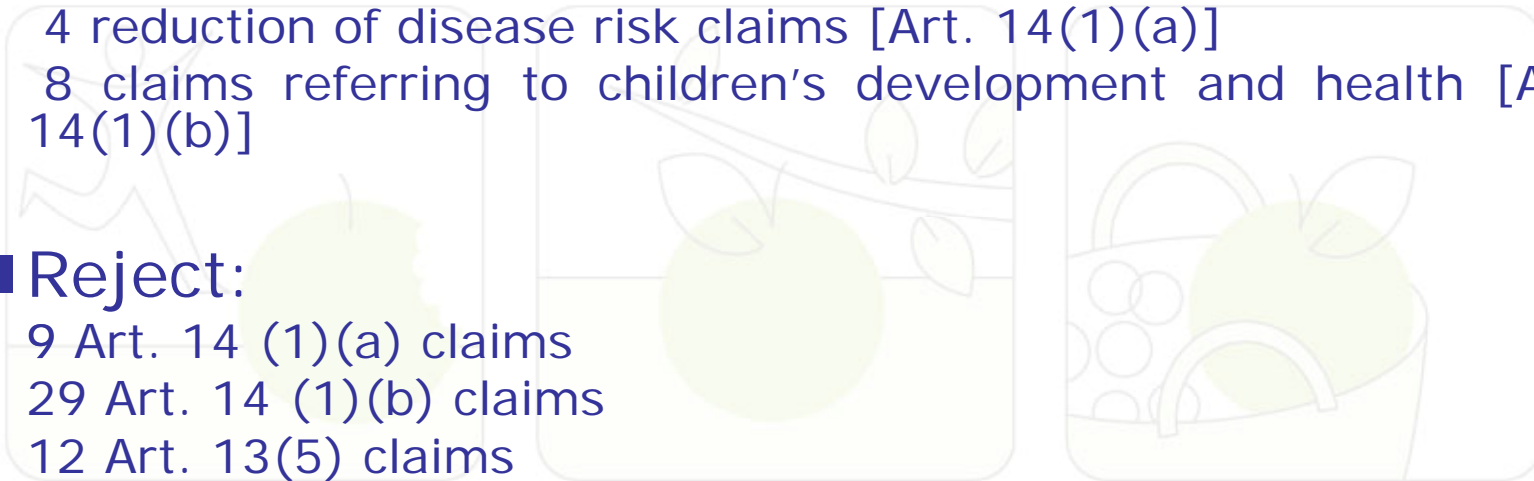 4 reduction of disease risk claims [Art. 14(1)(a)]
8 claims referring to children's development and health [A
14(1)(b)]
Reject:
9 Art. 14 (1)(a) claims
29 Art. 14 (1)(b) claims
12 Art. 13(5) claims